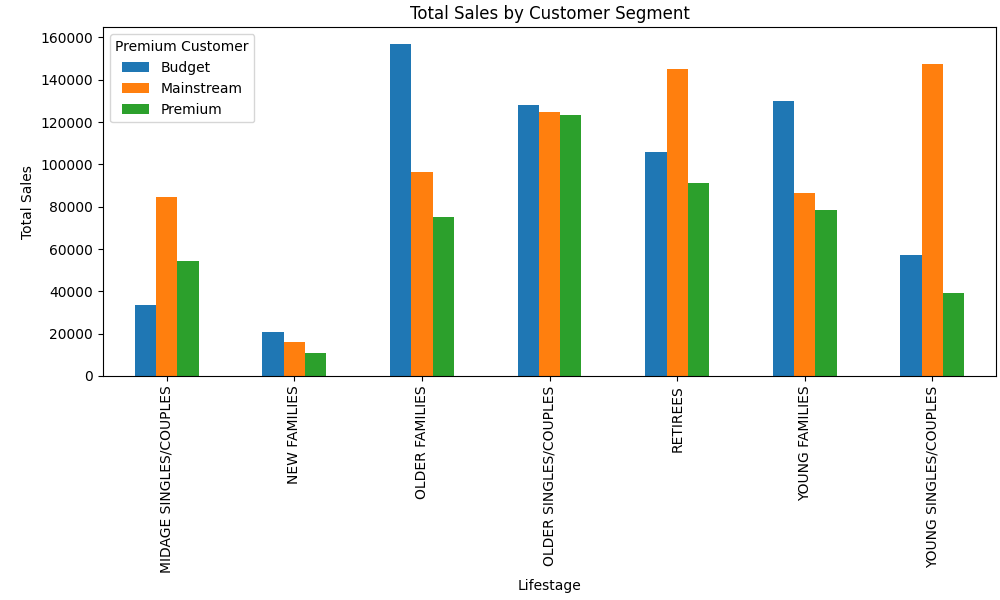 Total Sales by Customer Segment
Premium Customer
Budget
Mainstream
Premium
Total Sales
160000
140000
120000
100000
80000
60000
40000
20000
0
MIDAGE SINGLES/COUPLES
NEW FAMILIES
OLDER FAMILIES
OLDER SINGLES/COUPLES
RETIREES
YOUNG FAMILIES
YOUNG SINGLES/COUPLES
Lifestage